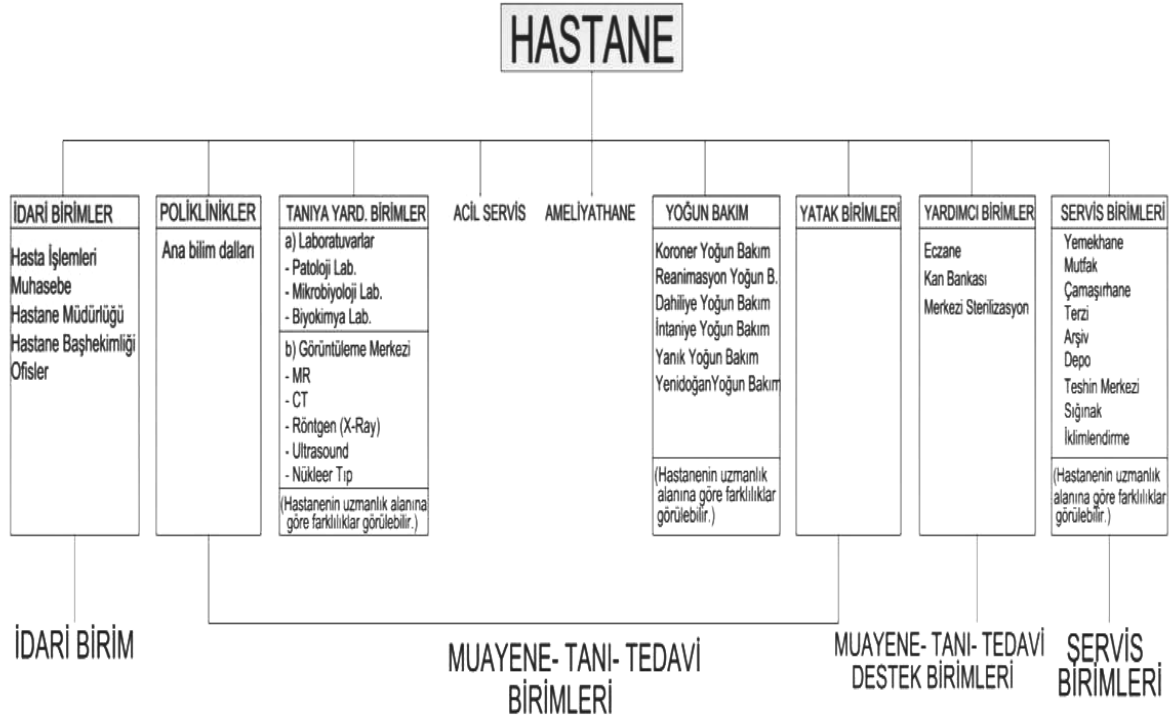 HASTANE
İDARİ BİRİMLER
Hasta İşlemleri
Muhasebe
Hastane Müdürlüğü
Hastane Başhekimliği
Ofisler
POLİKLİNİKLER
Ana bilim dalları
TANIYA YARD. BİRİMLER
a) Laboratuvarlar
- Patoloji Lab.
- Mikrobiyoloji Lab.
- Biyokimya Lab.
b) Görüntüleme Merkezi
- MR
- CT
- Röntgen (X-Ray)
- Ultrasound
- Nükleer Tıp
(Hastanenin uzmanlık alanına
göre farklılıklar görülebilir.)
ACİL SERVİS
AMELİYATHANE
YOĞUN BAKIM
Koroner Yoğun Bakım
Reanimasyon Yoğun B.
Dahiliye Yoğun Bakım
İntaniye Yoğun Bakım
Yanık Yoğun Bakım
YenidoğanYoğun Bakım
(Hastanenin uzmanlık
alanına göre farklılıklar
görülebilir.)
YATAK BİRİMLERİ
YARDIMCI BİRİMLER
Eczane
Kan Bankası
Merkezi Sterilizasyon
SERVİS BİRİMLERİ
Yemekhane
Mutfak
Çamaşırhane
Terzi
Arşiv
Depo
Teshin Merkezi
Sığınak
İklimlendirme
(Hastanenin uzmanlık
alanına göre farklılıklar
görülebilir.)
İDARİ BİRİM
MUAYENE- TANI- TEDAVİ
BİRİMLERİ
MUAYENE- TANI- TEDAVİ
DESTEK BİRİMLERİ
SERVİS
BİRİMLERİ